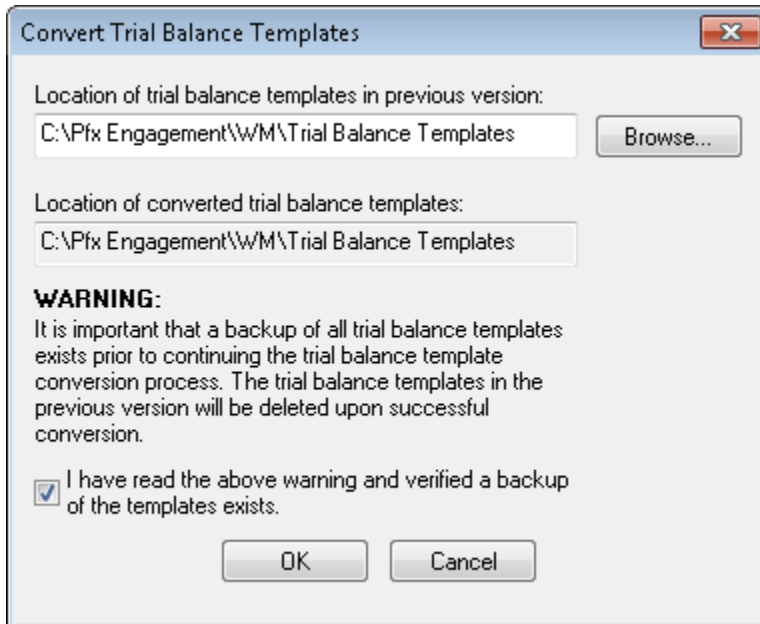 Convert Trial Balance Templates
Location of trial balance templates in previous version:
C:\Pfx Engagement\WM\Trial Balance Templates
Browse...
Location of converted trial balance templates:
C:\Pfx Engagement\WM\Trial Balance Templates
WARNING:
It is important that a backup of all trial balance templates
exists prior to continuing the trial balance template
conversion process. The trial balance templates in the
previous version will be deleted upon successful
conversion.
I have read the above warning and verified a backup
of the templates exists.
OK Cancel